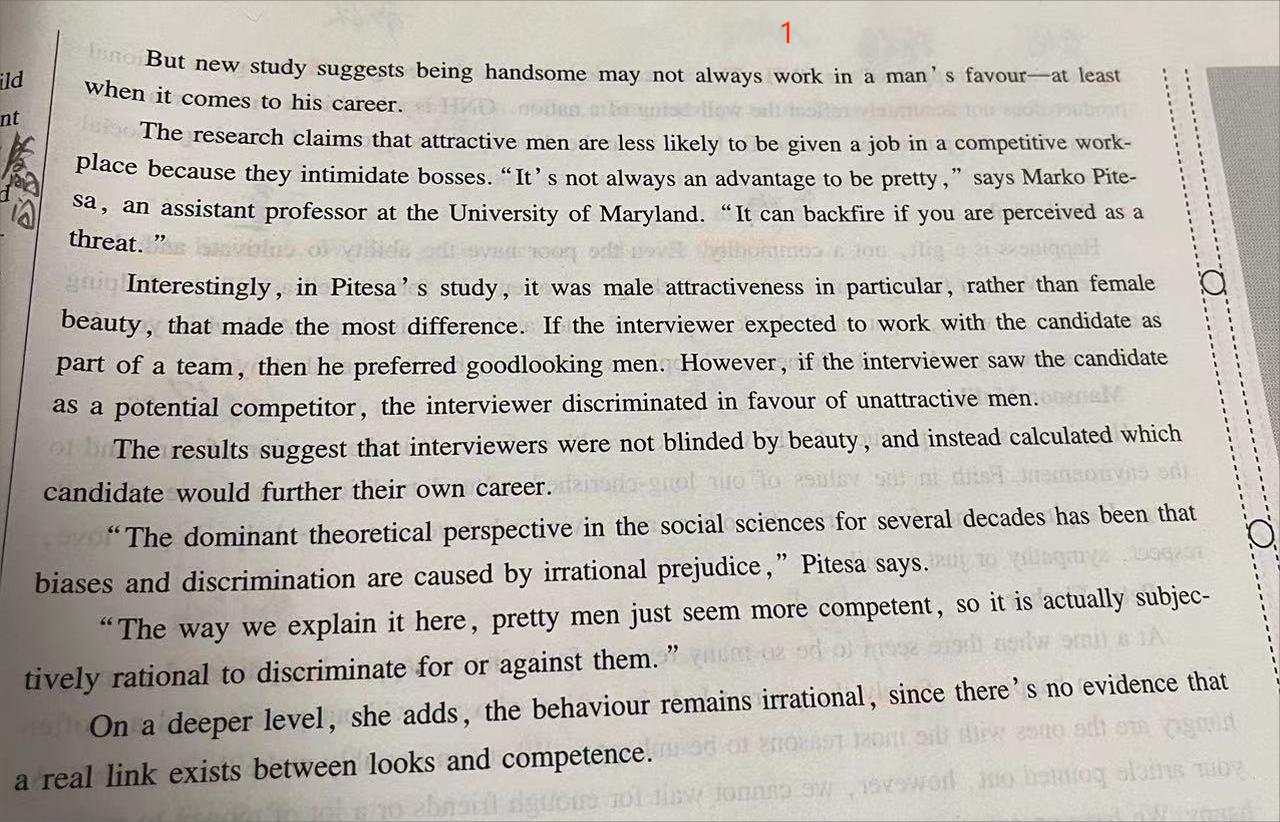 1
But new study suggests being handsome may not always work in a man's favour—at least
when it comes to his career.
The research claims that attractive men are less likely to be given a job in a competitive work-
place because they intimidate bosses. "It's not always an advantage to be pretty," says Marko Pite-
sa, an assistant professor at the University of Maryland. "It can backfire if you are perceived as a
threat."
Interestingly, in Pitesa's study, it was male attractiveness in particular, rather than female
beauty, that made the most difference. If the interviewer expected to work with the candidate as
part of a team, then he preferred goodlooking men. However, if the interviewer saw the candidate
as a potential competitor, the interviewer discriminated in favour of unattractive men.
The results suggest that interviewers were not blinded by beauty, and instead calculated which
candidate would further their own career.
"The dominant theoretical perspective in the social sciences for several decades has been that
biases and discrimination are caused by irrational prejudice," Pitesa says.
"The way we explain it here, pretty men just seem more competent, so it is actually subjec-
tively rational to discriminate for or against them."
On a deeper level, she adds, the behaviour remains irrational, since there's no evidence that
a real link exists between looks and competence.